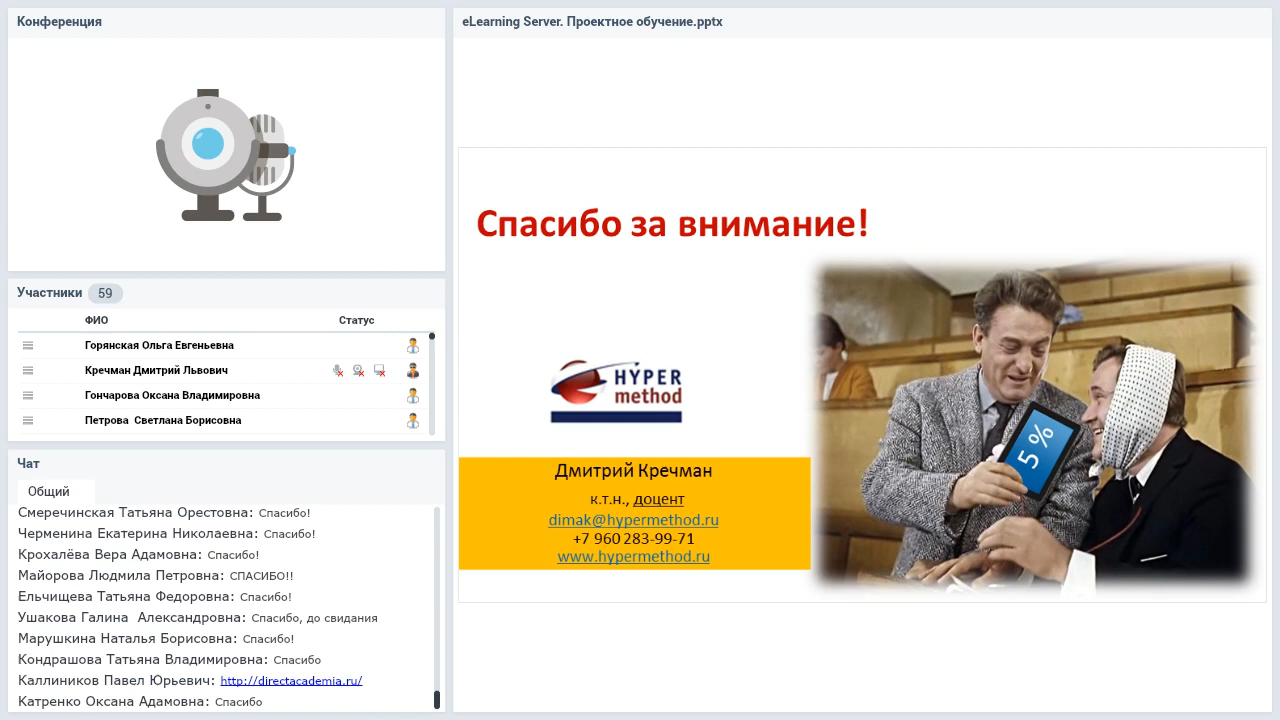 Конференция
Участники 59
ФИО Статус
Горянская Ольга Евгеньевна
Кречман Дмитрий Львович
Гончарова Оксана Владимировна
Петрова Светлана Борисовна
Чат
Общий
Смеречинская Татьяна Орестовна: Спасибо!
Черменина Екатерина Николаевна: Спасибо!
Крохалёва Вера Адамовна: Спасибо!
Майорова Людмила Петровна: СПАСИБО!!
Ельчищева Татьяна Федоровна: Спасибо!
Ушакова Галина Александровна: Спасибо, до свидания
Марушкина Наталья Борисовна: Спасибо!
Кондрашова Татьяна Владимировна: Спасибо
Каллиников Павел Юрьевич: http://directacademia.ru/
Катренко Оксана Адамовна: Спасибо
eLearning Server. Проектное обучение.pptx
Спасибо за внимание!
HYPER
method
Дмитрий Кречман
к.т.н., доцент
dimak@hypermethod.ru
+7 960 283-99-71
www.hypermethod.ru
5 %